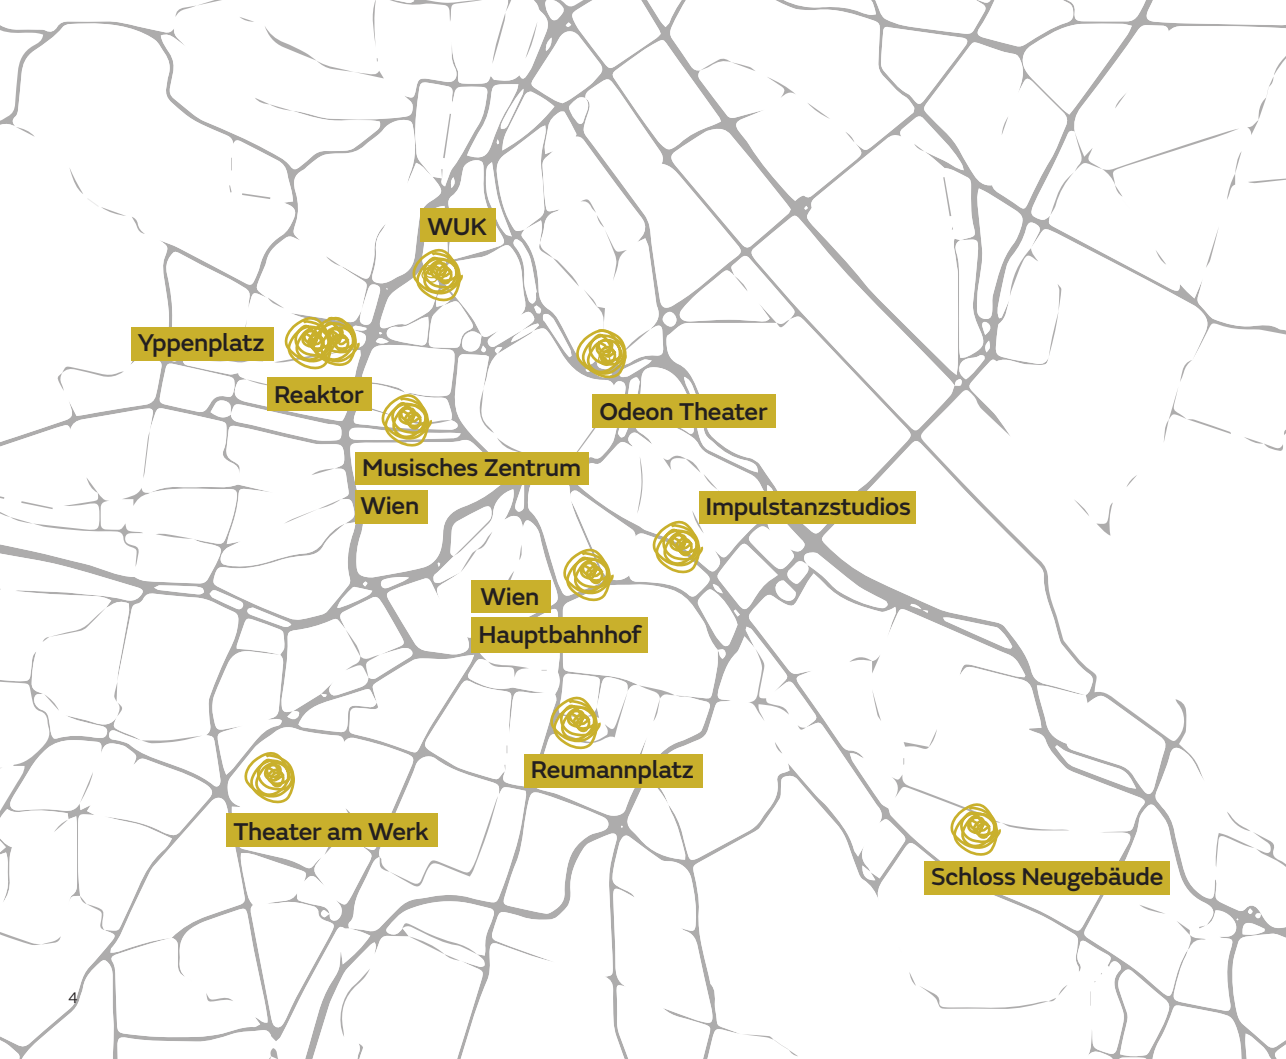 WUK
Yppenplatz
Reaktor
Odeon Theater
Musisches Zentrum
Wien
Impulstanzstudios
Wien
Hauptbahnhof
Reumannplatz
Theater am Werk
Schloss Neugebäude
4